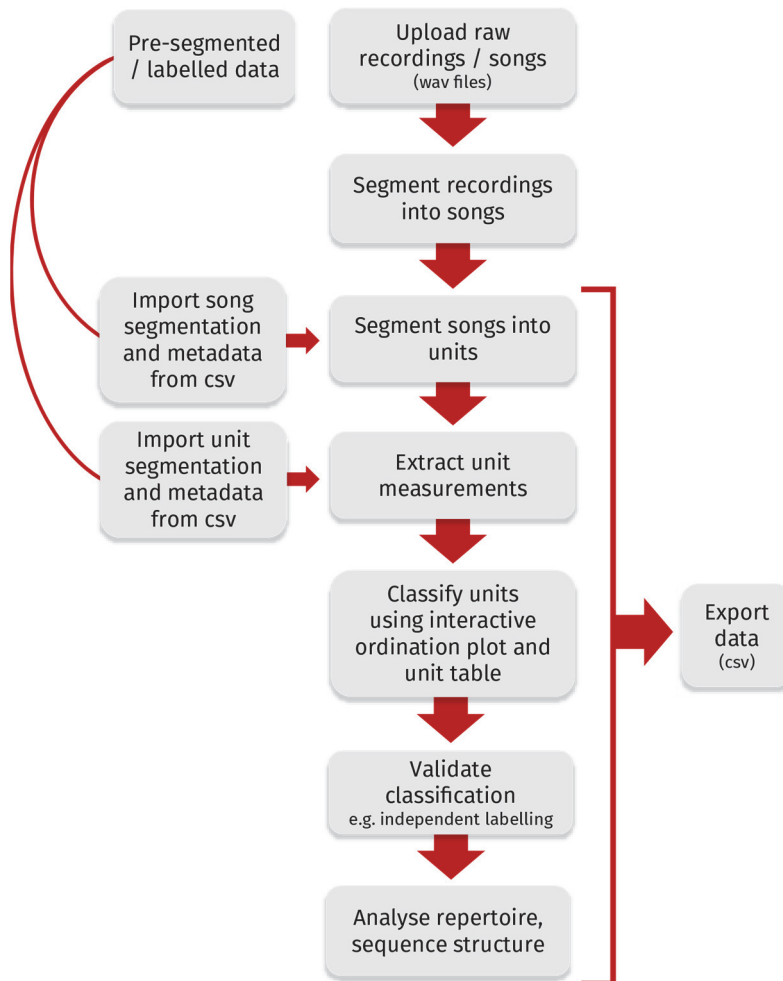 Pre-segmented
/ labelled data
Upload raw
recordings / songs
(wav files)
Segment recordings
into songs
Import song
segmentation
and metadata
from csv
Segment songs into
units
Import unit
segmentation
and metadata
from csv
Extract unit
measurements
Classify units
using interactive
ordination plot and
unit table
Export
data
(csv)
Validate
classification
e.g. independent labelling
Analyse repertoire,
sequence structure